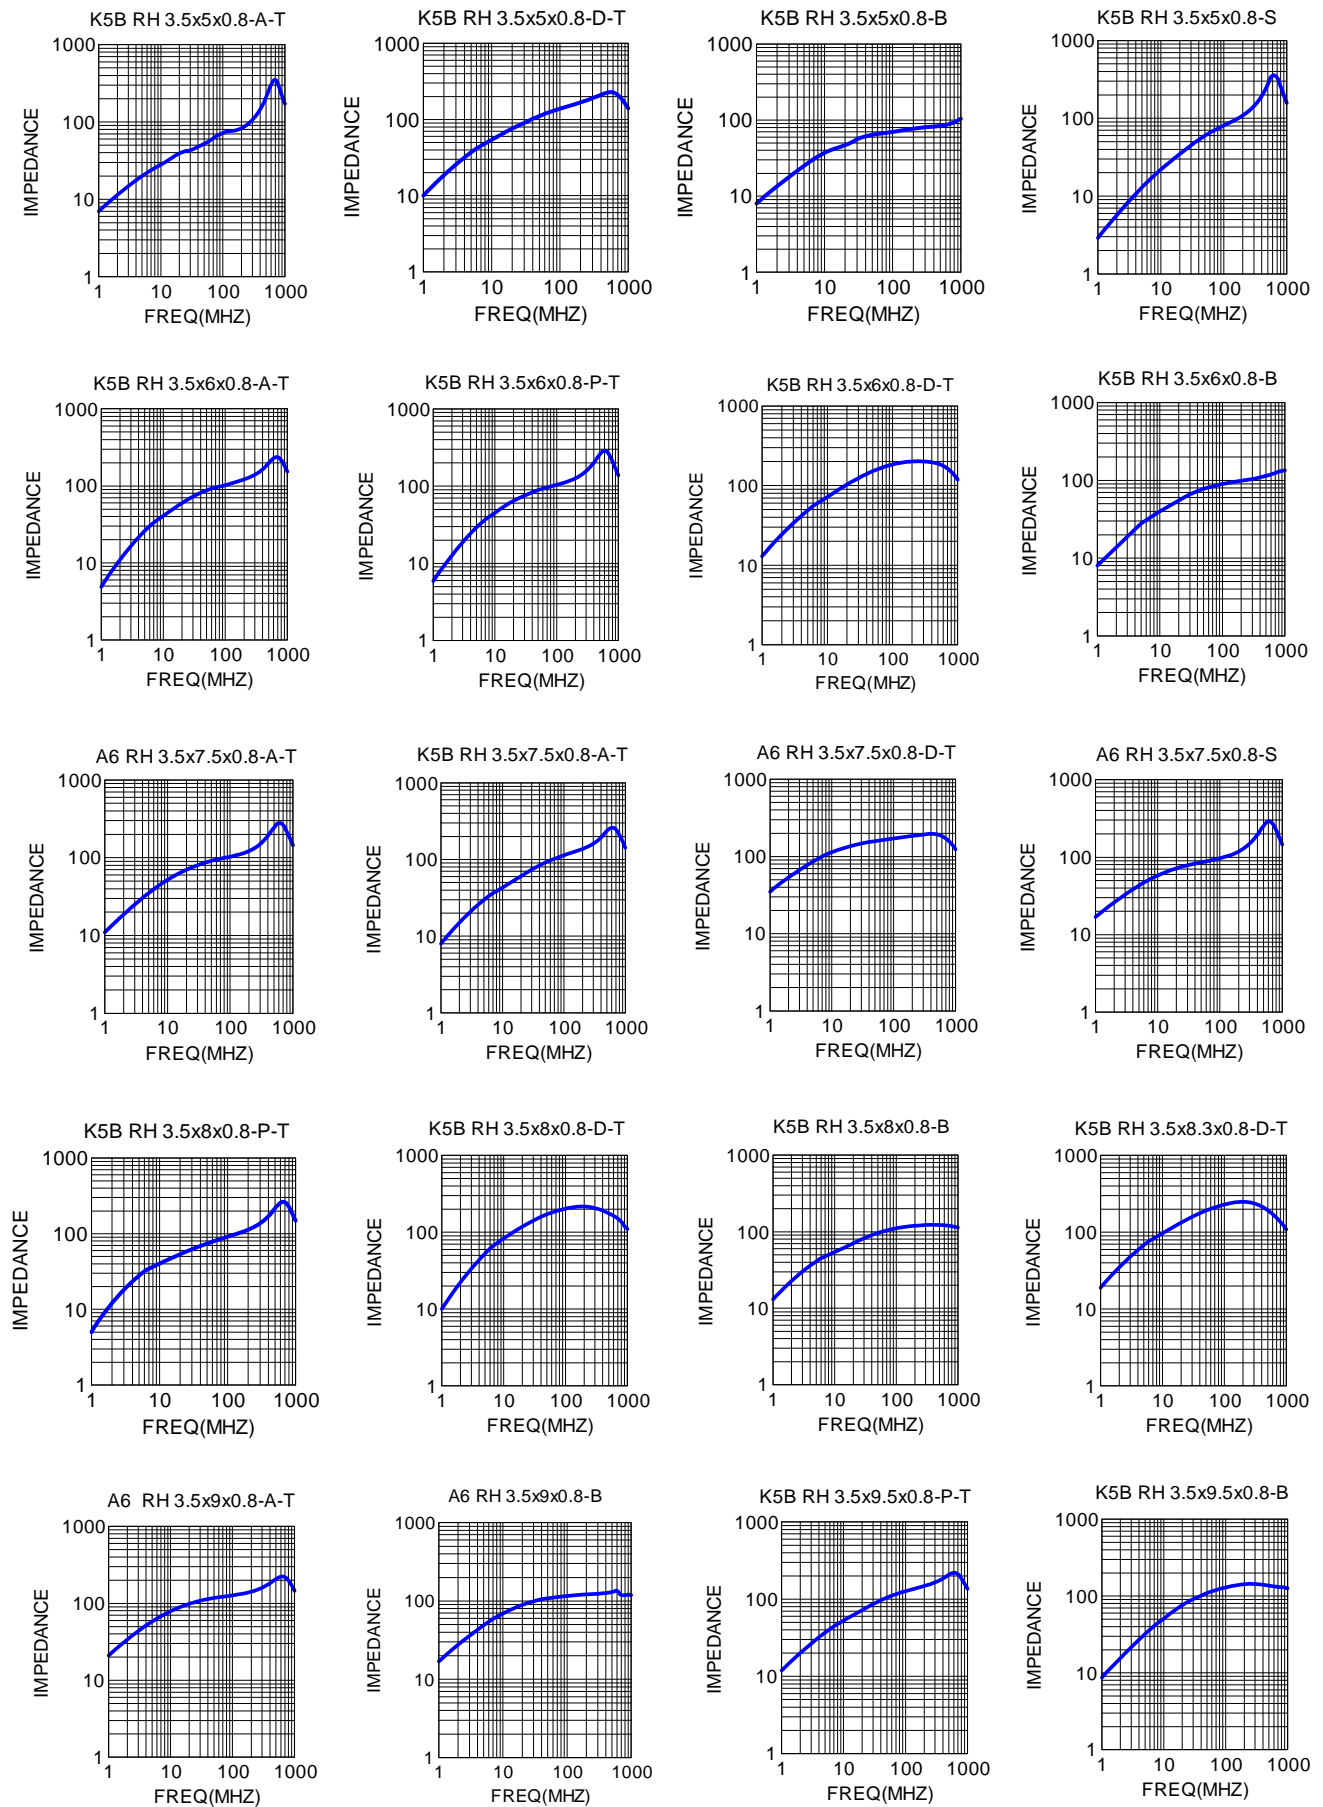 K5B RH 3.5x5x0.8-A-T
1000
100
10
1
IMPEDANCE
1 10 100 1000
FREQ(MHZ)
K5B RH 3.5x5x0.8-D-T
1000
100
10
1
IMPEDANCE
1 10 100 1000
FREQ(MHZ)
K5B RH 3.5x5x0.8-B
1000
100
10
1
IMPEDANCE
1 10 100 1000
FREQ(MHZ)
K5B RH 3.5x5x0.8-S
1000
100
10
1
IMPEDANCE
1 10 100 1000
FREQ(MHZ)
K5B RH 3.5x6x0.8-A-T
1000
100
10
1
IMPEDANCE
1 10 100 1000
FREQ(MHZ)
K5B RH 3.5x6x0.8-P-T
1000
100
10
1
IMPEDANCE
1 10 100 1000
FREQ(MHZ)
K5B RH 3.5x6x0.8-D-T
1000
100
10
1
IMPEDANCE
1 10 100 1000
FREQ(MHZ)
K5B RH 3.5x6x0.8-B
1000
100
10
1
IMPEDANCE
1 10 100 1000
FREQ(MHZ)
A6 RH 3.5x7.5x0.8-A-T
1000
100
10
1
IMPEDANCE
1 10 100 1000
FREQ(MHZ)
K5B RH 3.5x7.5x0.8-A-T
1000
100
10
1
IMPEDANCE
1 10 100 1000
FREQ(MHZ)
A6 RH 3.5x7.5x0.8-D-T
1000
100
10
1
IMPEDANCE
1 10 100 1000
FREQ(MHZ)
A6 RH 3.5x7.5x0.8-S
1000
100
10
1
IMPEDANCE
1 10 100 1000
FREQ(MHZ)
K5B RH 3.5x8x0.8-P-T
1000
100
10
1
IMPEDANCE
1 10 100 1000
FREQ(MHZ)
K5B RH 3.5x8x0.8-D-T
1000
100
10
1
IMPEDANCE
1 10 100 1000
FREQ(MHZ)
K5B RH 3.5x8x0.8-B
1000
100
10
1
IMPEDANCE
1 10 100 1000
FREQ(MHZ)
K5B RH 3.5x8.3x0.8-D-T
1000
100
10
1
IMPEDANCE
1 10 100 1000
FREQ(MHZ)
A6 RH 3.5x9x0.8-A-T
1000
100
10
1
IMPEDANCE
1 10 100 1000
FREQ(MHZ)
A6 RH 3.5x9x0.8-B
1000
100
10
1
IMPEDANCE
1 10 100 1000
FREQ(MHZ)
K5B RH 3.5x9.5x0.8-P-T
1000
100
10
1
IMPEDANCE
1 10 100 1000
FREQ(MHZ)
K5B RH 3.5x9.5x0.8-B
1000
100
10
1
IMPEDANCE
1 10 100 1000
FREQ(MHZ)